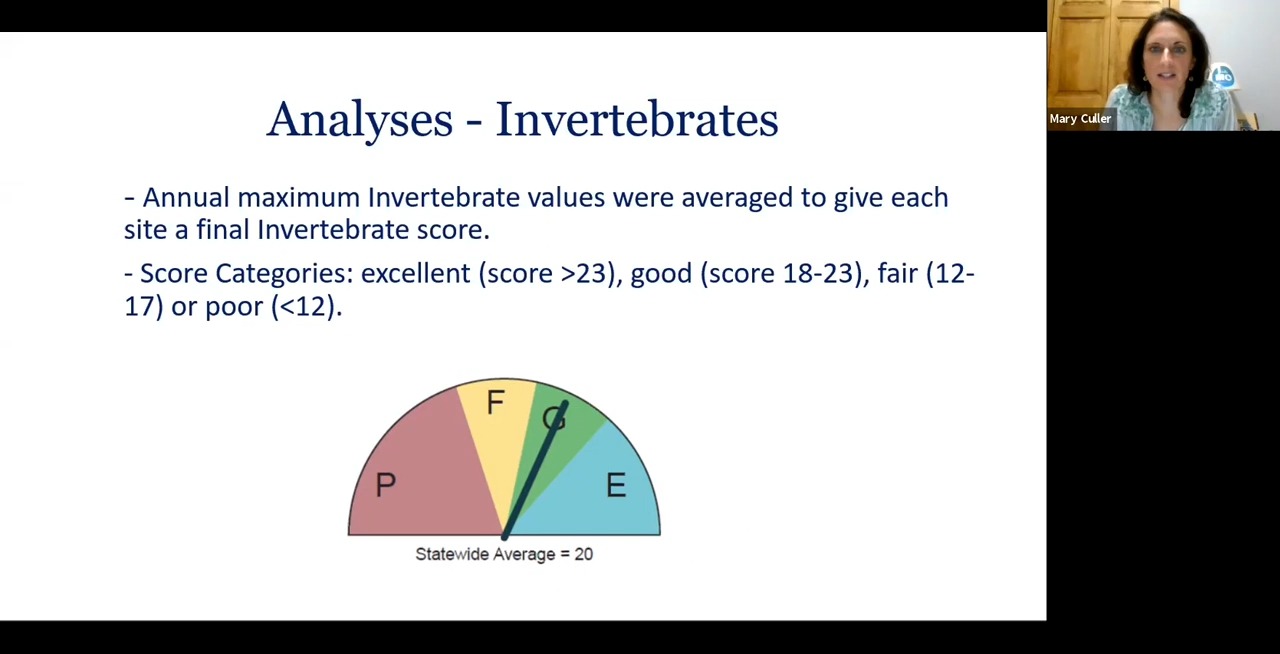 Analyses - Invertebrates
- Annual maximum Invertebrate values were averaged to give each
site a final Invertebrate score.
- Score Categories: excellent (score >23), good (score 18-23), fair (12-
17) or poor (<12).
P
F
G
E
Statewide Average = 20
Mary Culler
MO